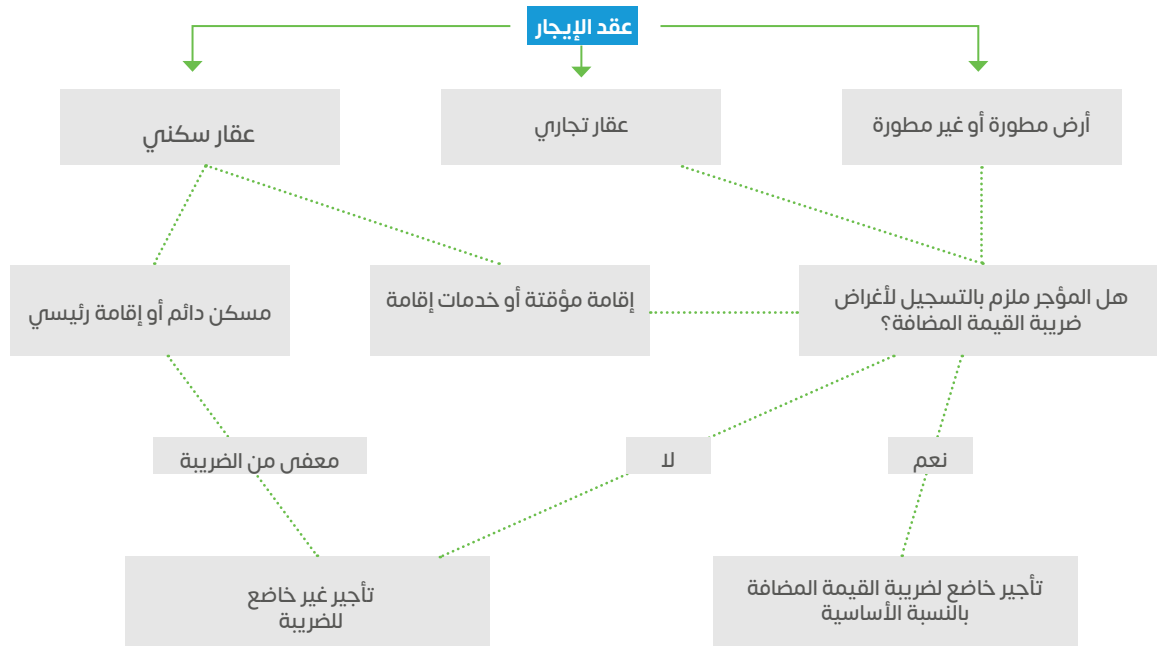 عقد الإيجار
أرض مطورة أو غير مطورة
عقار تجاري
عقار سكني
هل المؤجر ملزم بالتسجيل لأغراض
ضريبة القيمة المضافة؟
إقامة مؤقتة أو خدمات إقامة
مسكن دائم أو إقامة رئيسي
نعم
لا
معفى من الضريبة
تأجير خاضع لضريبة القيمة المضافة
بالنسبة الأساسية
تأجير غير خاضع
للضريبة